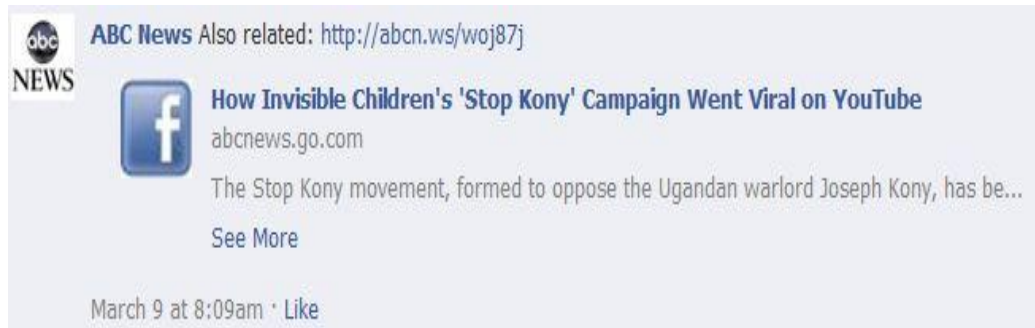 abc
NEWS
ABC News Also related: http://abcn.ws/woj87j
f
How Invisible Children's 'Stop Kony' Campaign Went Viral on YouTube
abcnews.go.com
The Stop Kony movement, formed to oppose the Ugandan warlord Joseph Kony, has be...
See More
March 9 at 8:09am · Like